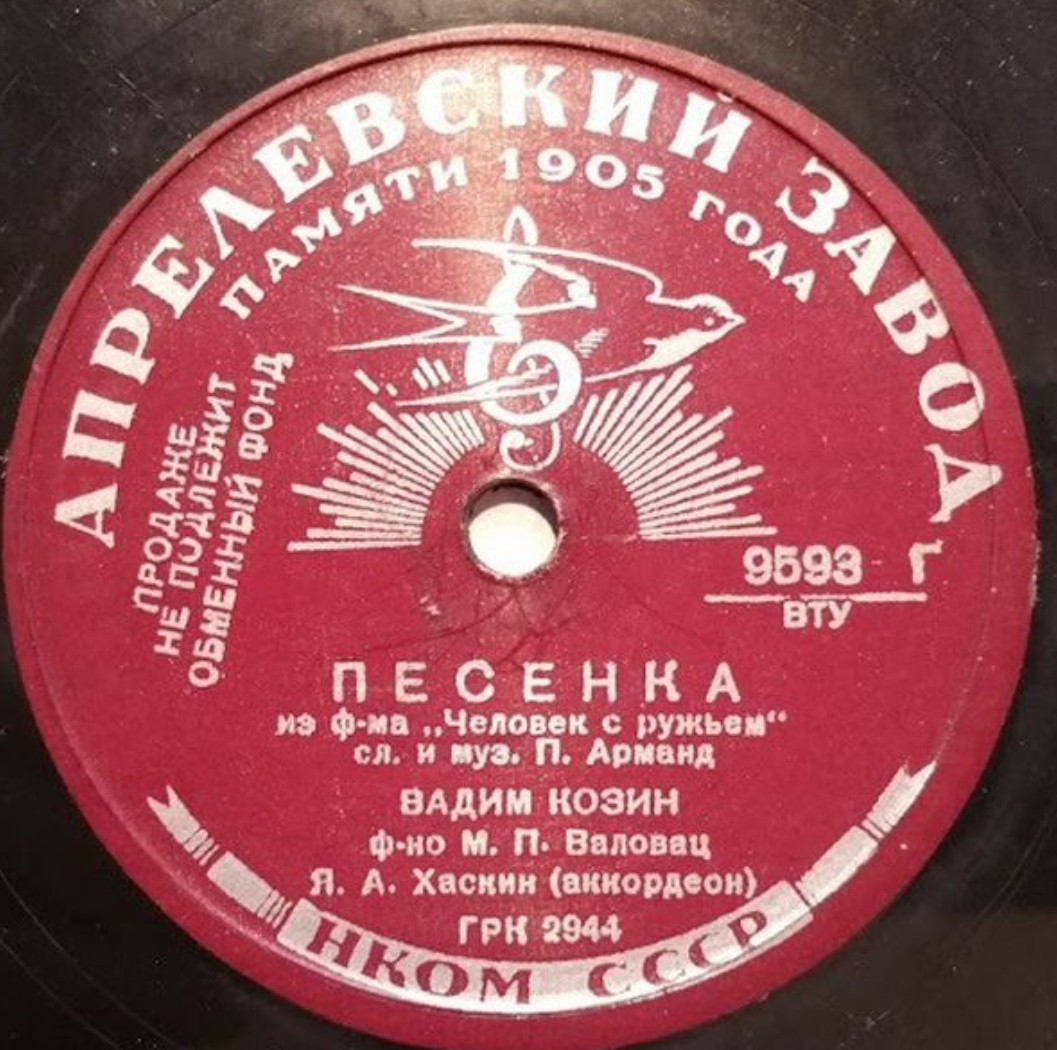 АПРЕЛЕВСКИЙ ЗАВОД
ПАМЯТИ 1905 ГОДА
ПРОДАЖЕ
НЕ ПОДЛЕЖИТ
ОБМЕННЫЙ ФОНД
9593 - Г
ВТУ
ПЕСЕНКА
из ф-ма „Человек с ружьем“
сл. и муз. П. Арманд
ВАДИМ КОЗИН
ф-но М. П. Валовац
Я. А. Хаскин (аккордеон)
ГРК 2944
НКОМ СССР